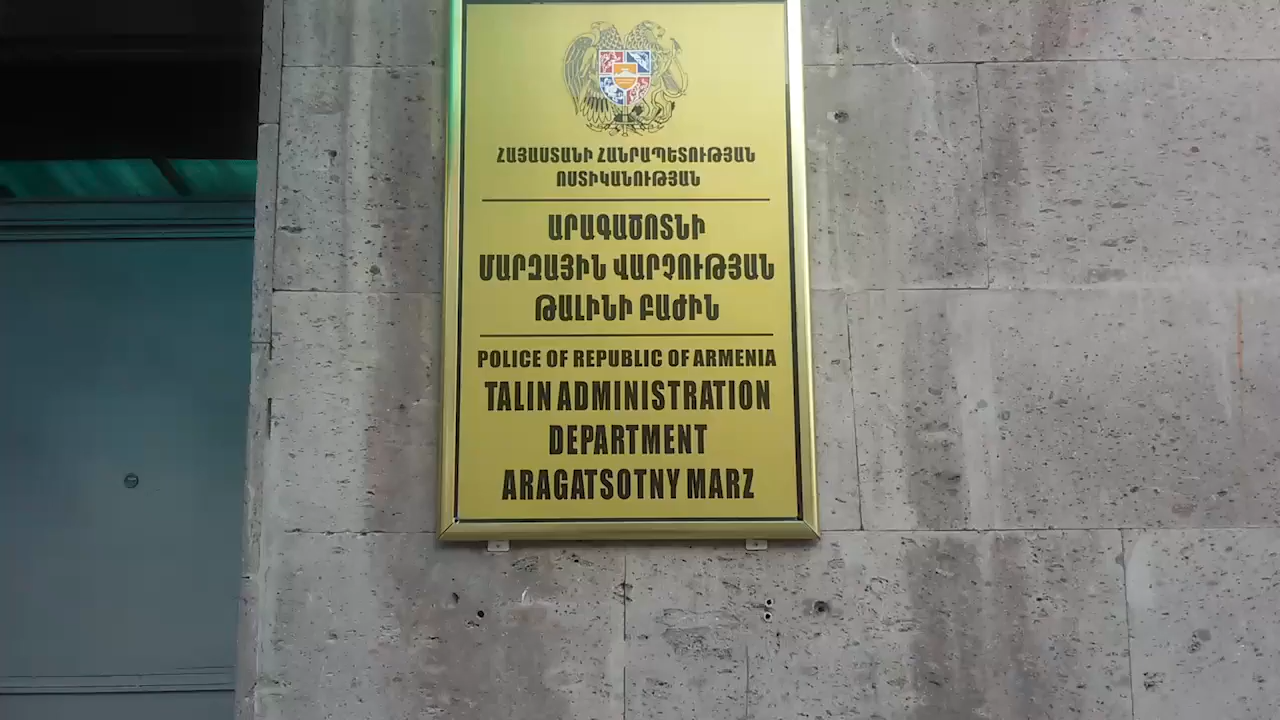 ՀԱՅԱՍՏԱՆԻ ՀԱՆՐԱՊԵՏՈՒԹՅԱՆ
ՈՍՏԻԿԱՆՈՒԹՅԱՆ
ԱՐԱԳԱԾՈՏՆԻ
ՄԱՐԶԱՅԻՆ ՎԱՐՉՈՒԹՅԱՆ
ԹԱԼԻՆԻ ԲԱԺԻՆ
POLICE OF REPUBLIC OF ARMENIA
TALIN ADMINISTRATION
DEPARTMENT
ARAGATSOTNY MARZ